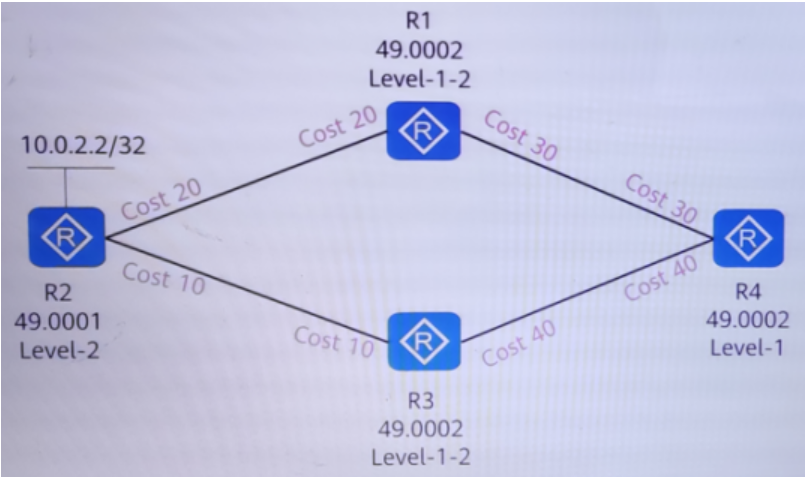 R1
49.0002
Level-1-2
Cost 20
Cost 30
10.0.2.2/32
Cost 20
Cost 30
R
R
R
R
Cost 10
Cost 40
R2
49.0001
Level-2
R4
49.0002
Level-1
Cost 10
Cost 40
R3
49.0002
Level-1-2